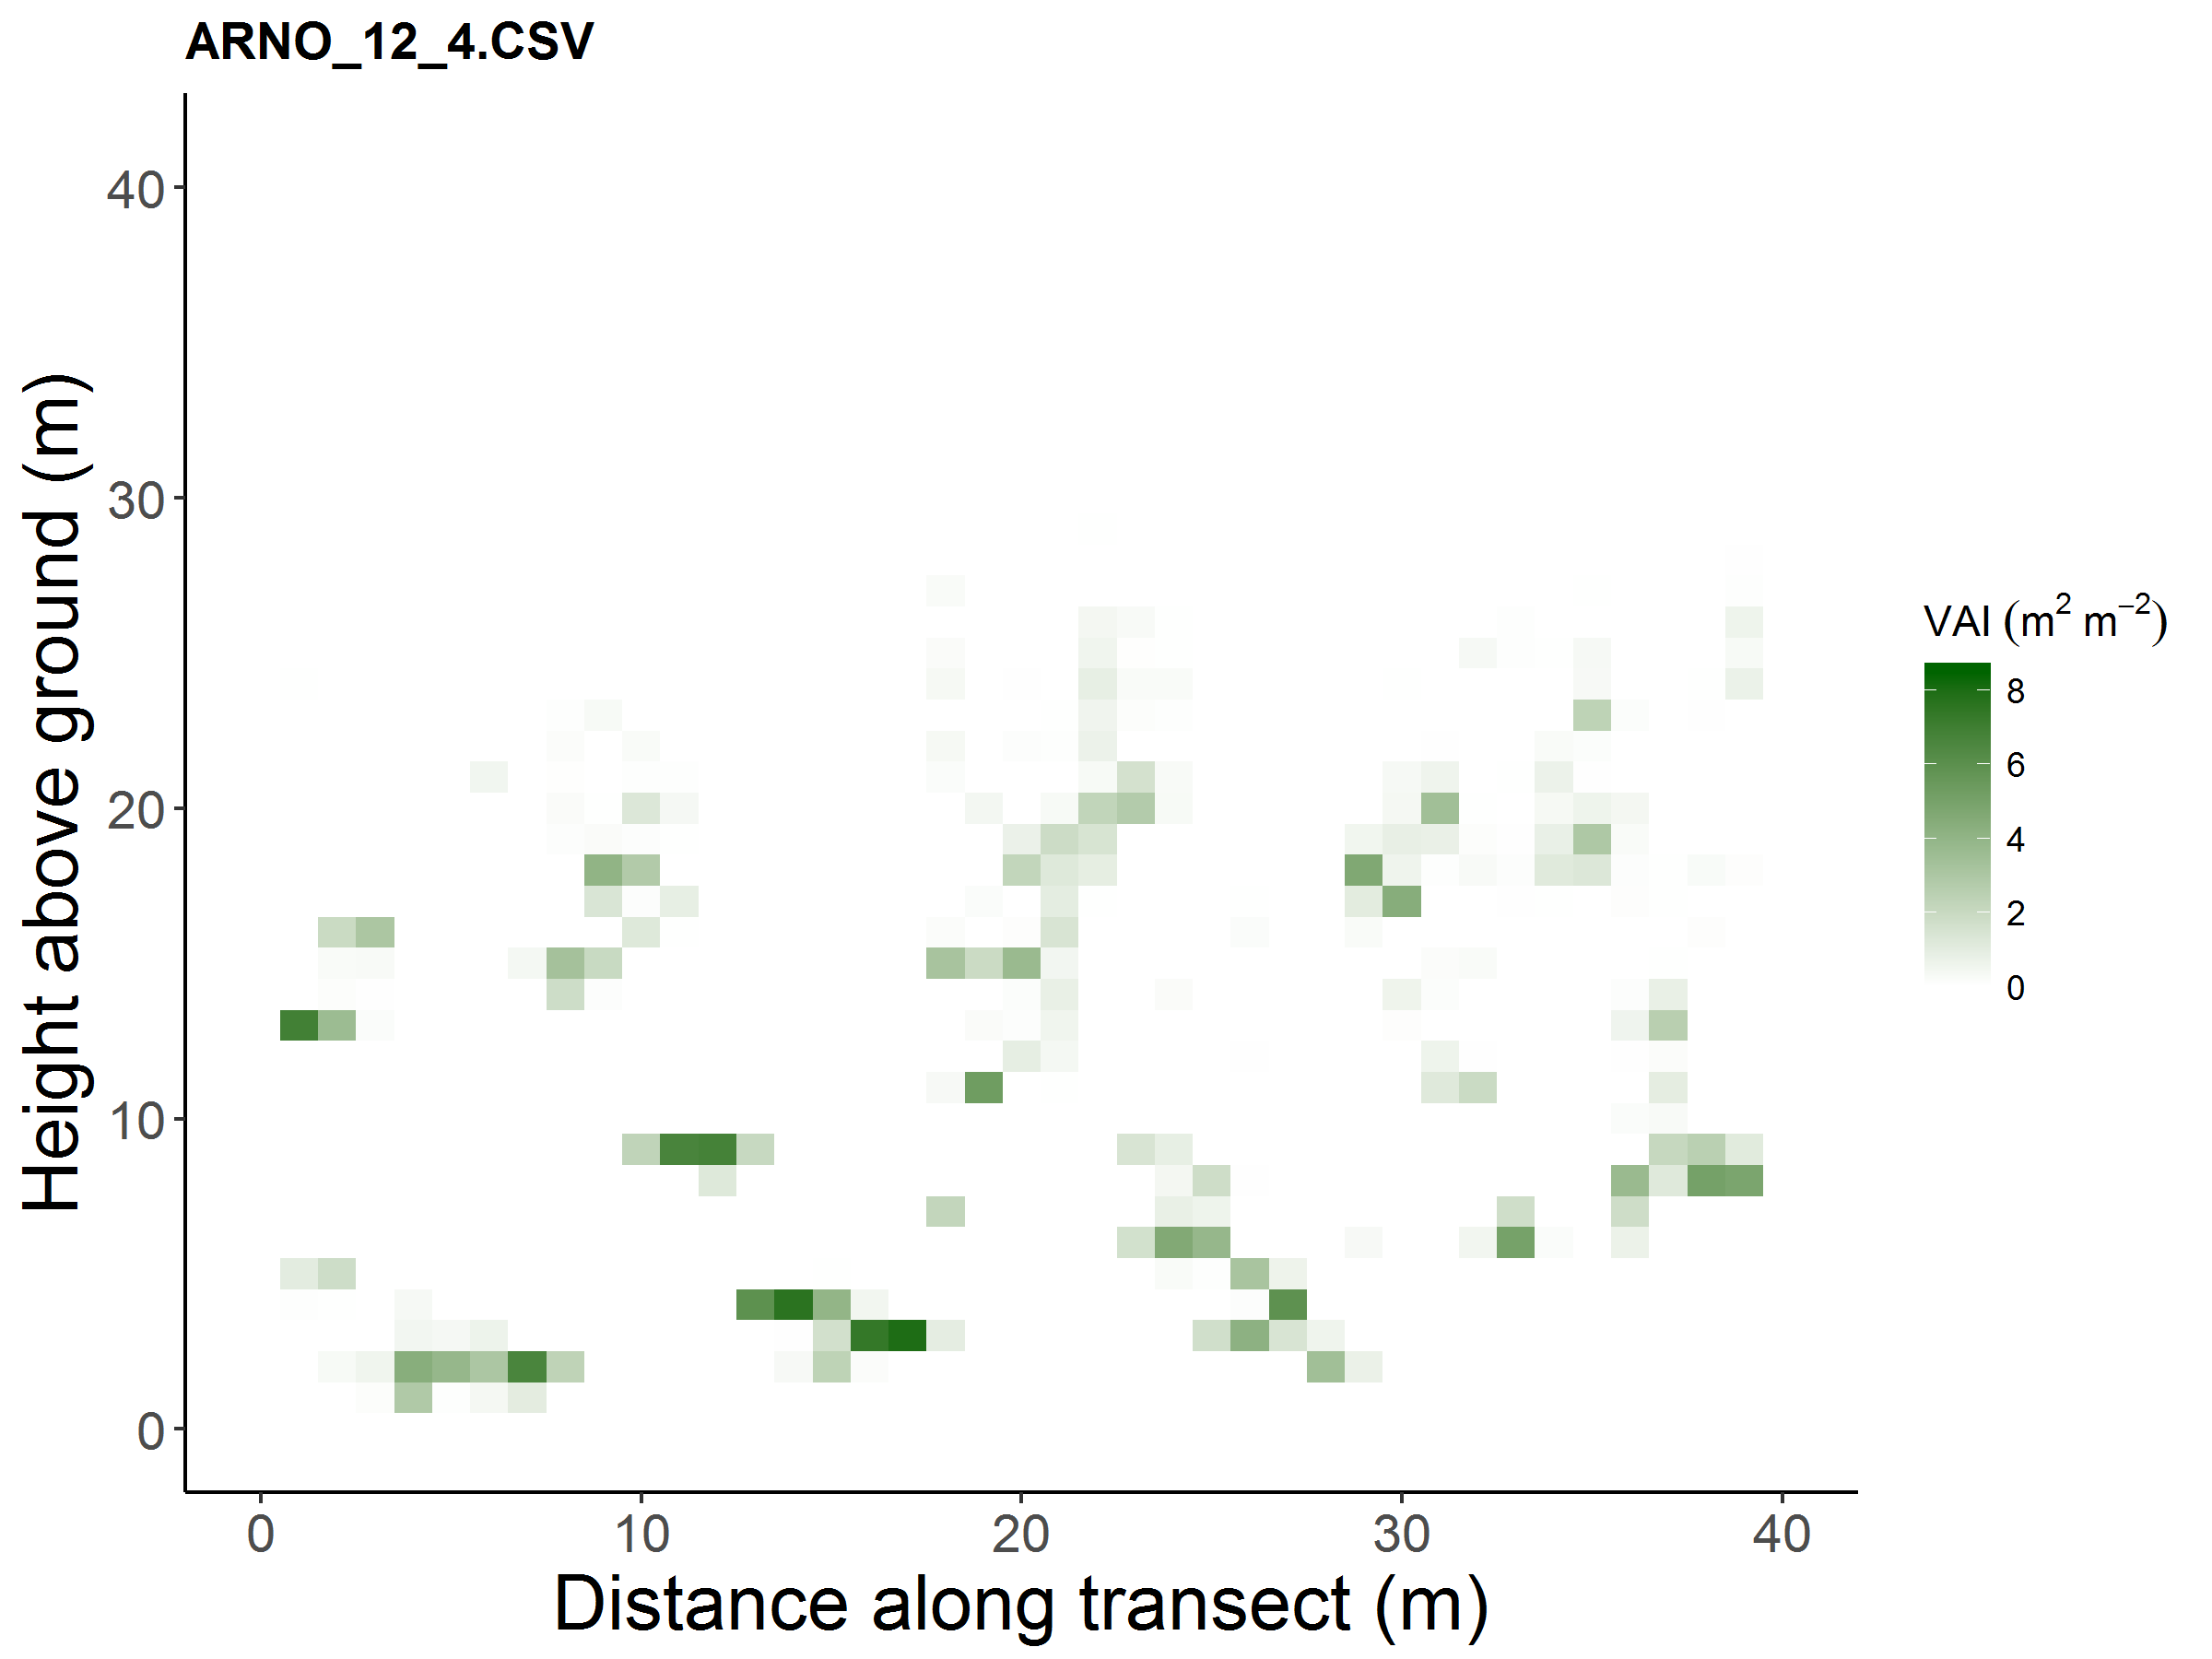 ARNO_12_4.CSV
Height above ground (m)
40
30
20
10
0
0 10 20 30 40
Distance along transect (m)
VAI (m² m⁻²)
8
6
4
2
0